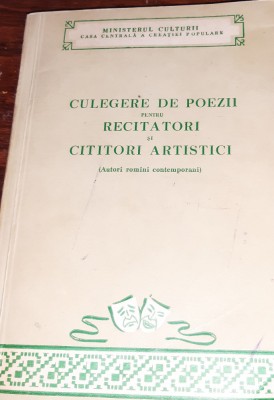 MINISTERUL CULTURII
CASA CENTRALĂ A CREAȚIEI POPULARE
CULEGERE DE POEZII
PENTRU
RECITATORI
și
CITITORI ARTISTICI
(Autori romîni contemporani)